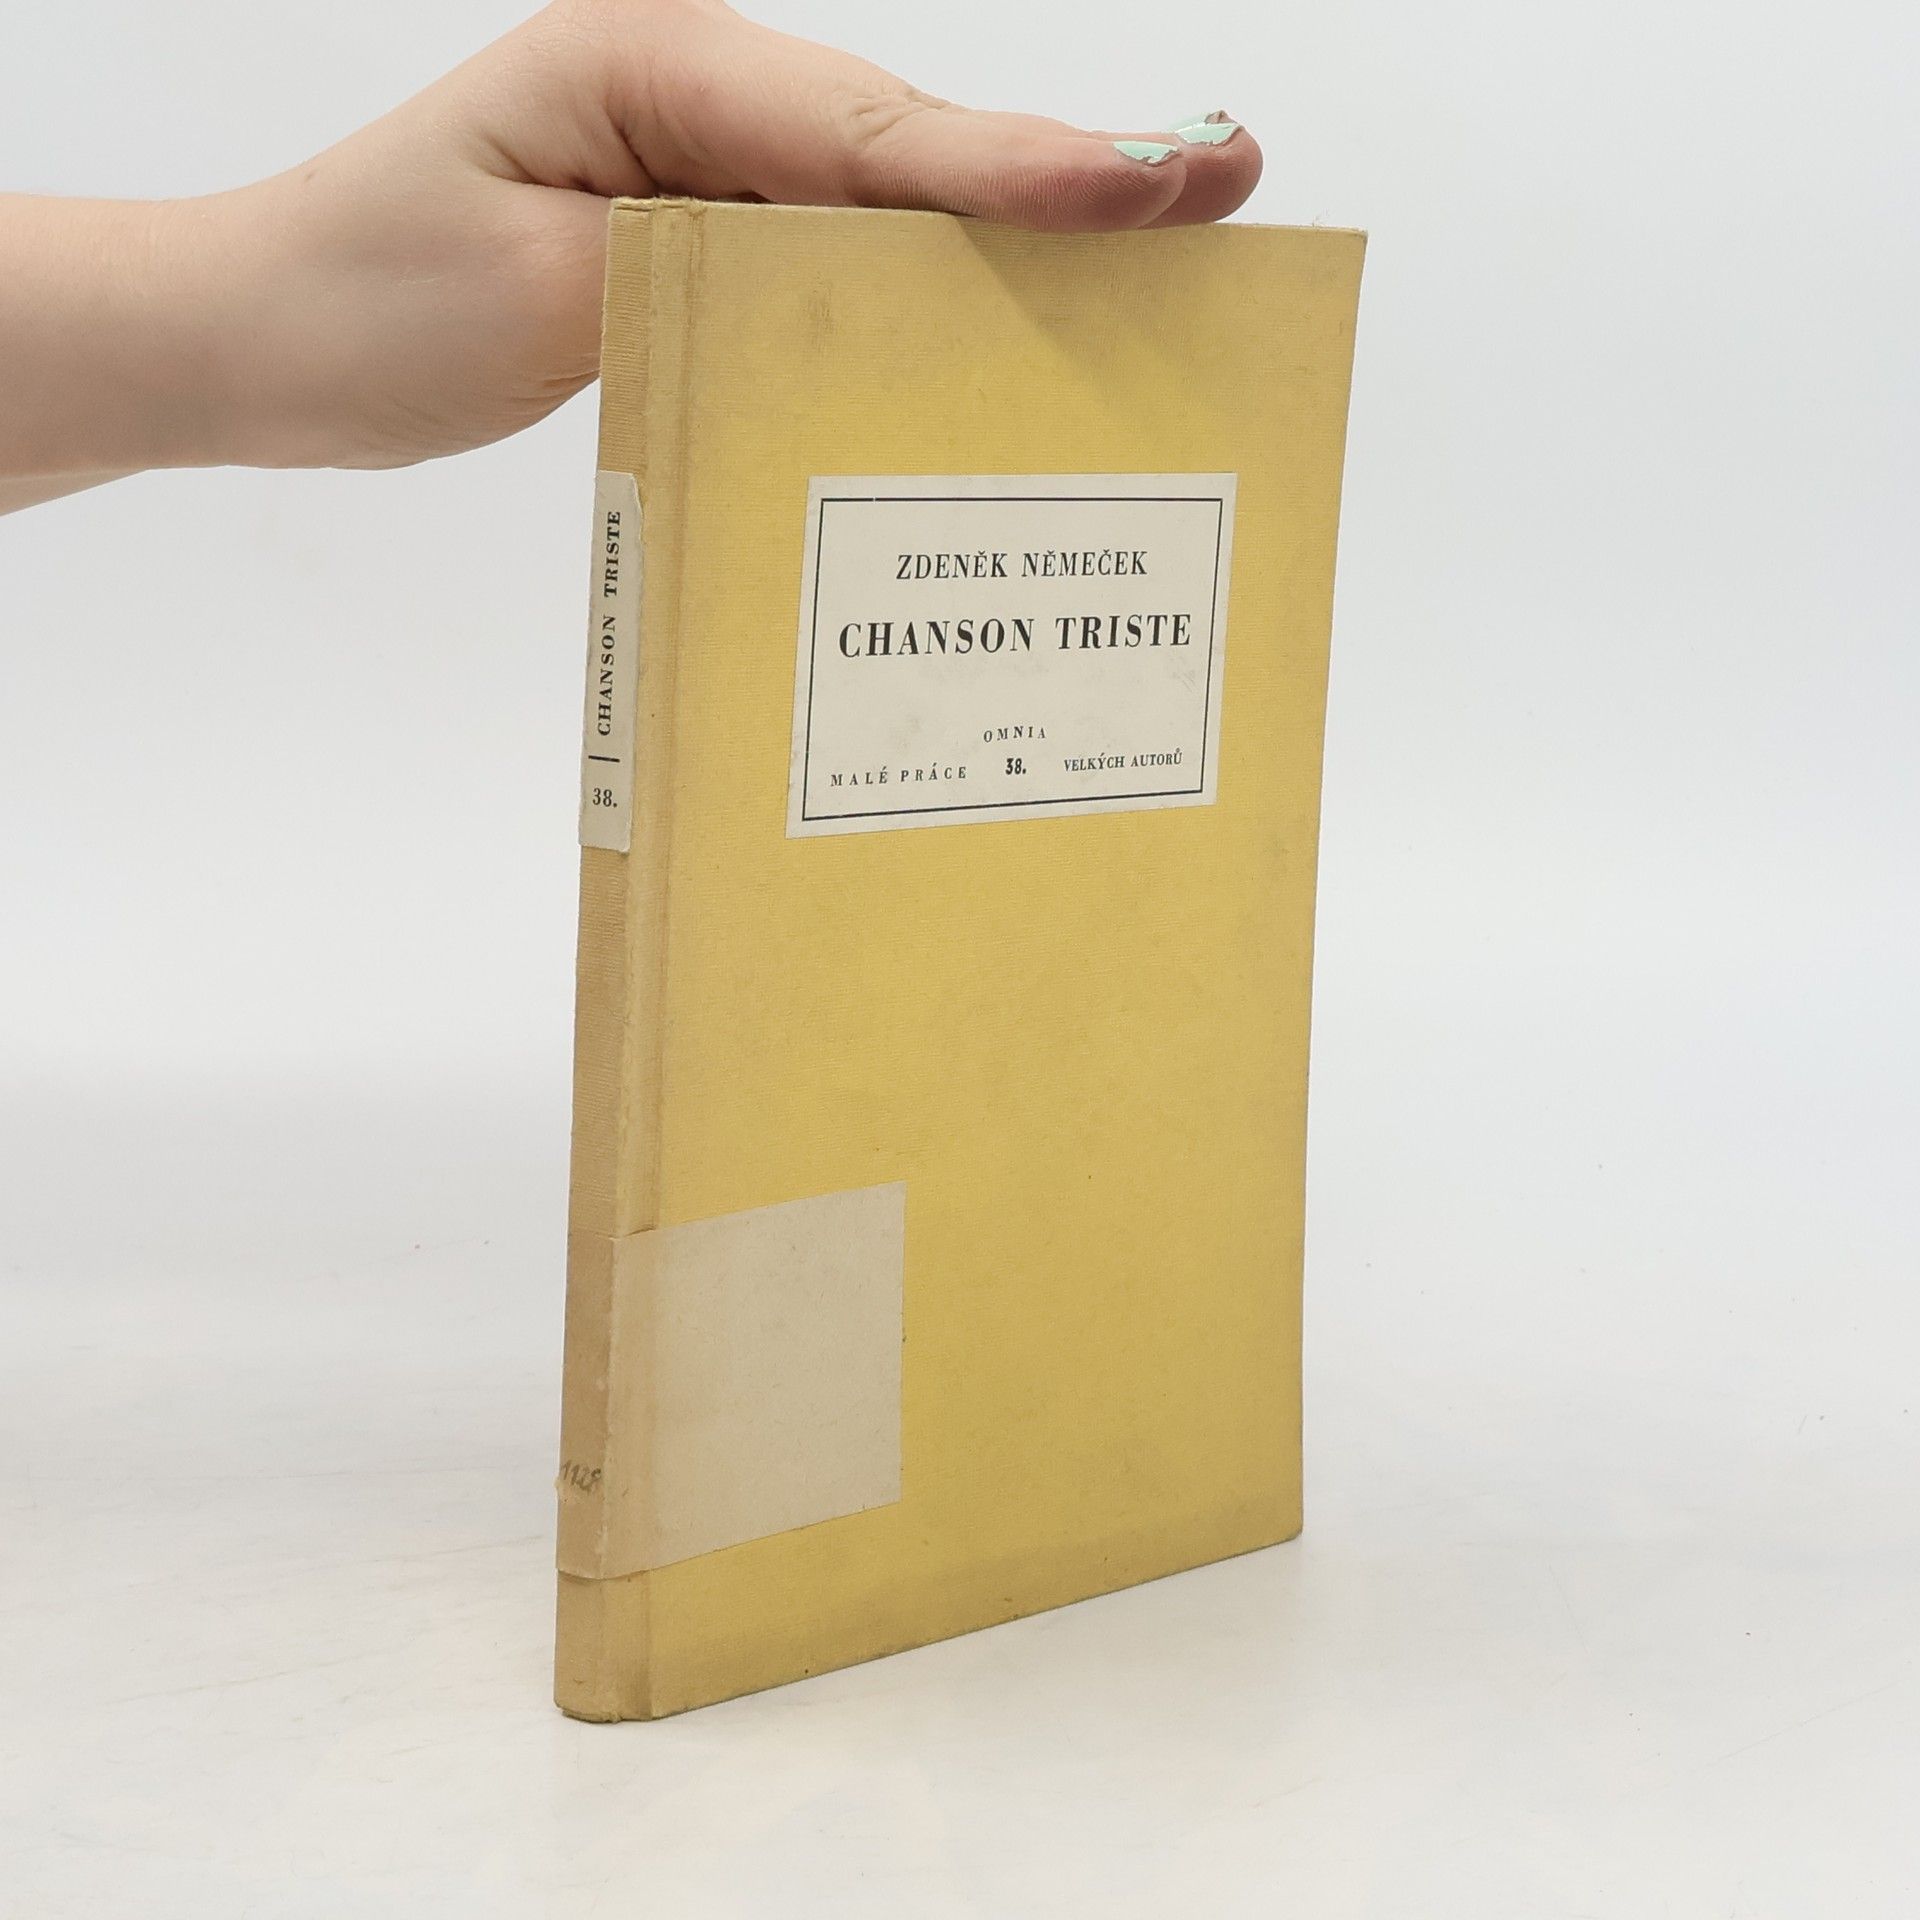 ZDENĚK NĚMEČEK
CHANSON TRISTE
OMNIA
MALÉ PRÁCE 38. VELKÝCH AUTORŮ
38. | CHANSON TRISTE